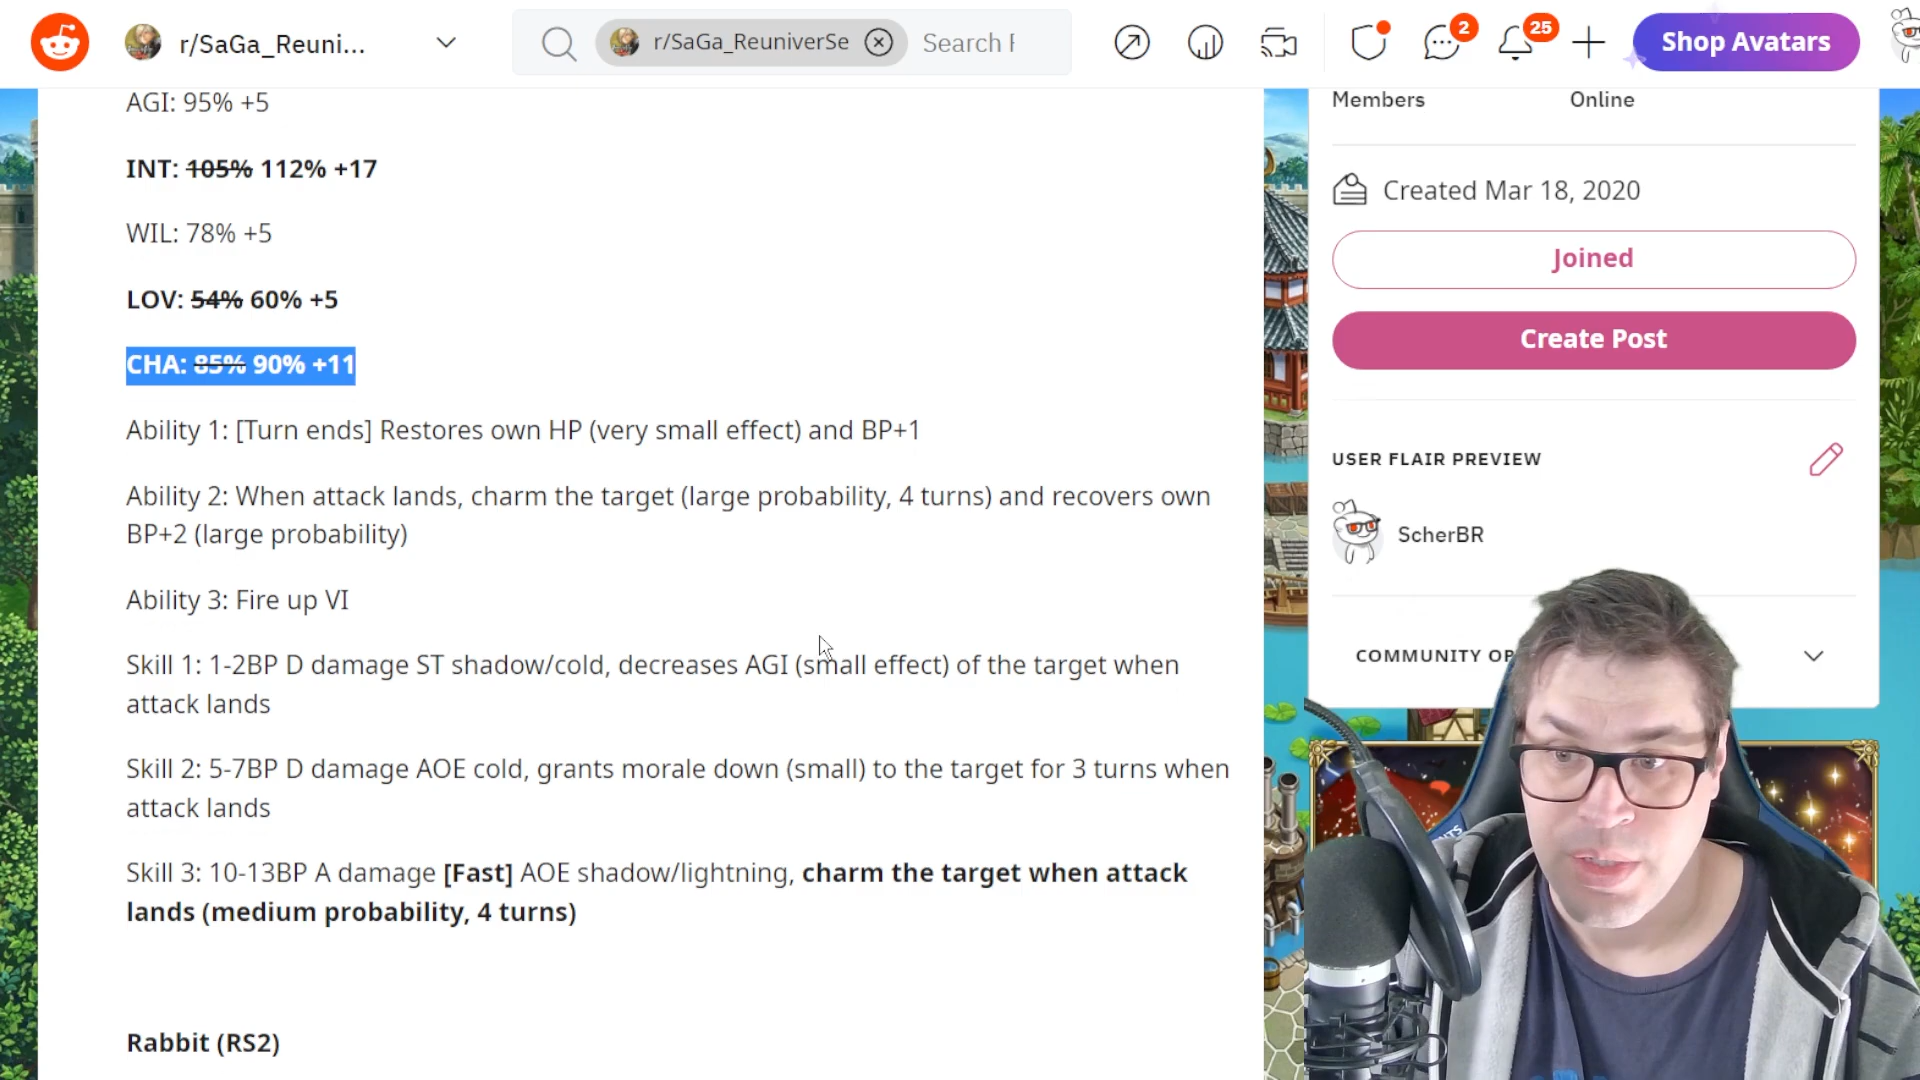 r/SaGa_Reuni...
r/SaGa_ReuniverSe
Search
2
25
Shop Avatars
AGI: 95% +5
INT: 105% 112% +17
WIL: 78% +5
LOV: 54% 60% +5
CHA: 85% 90% +11
Ability 1: [Turn ends] Restores own HP (very small effect) and BP+1
Ability 2: When attack lands, charm the target (large probability, 4 turns) and recovers own
BP+2 (large probability)
Ability 3: Fire up VI
Skill 1: 1-2BP D damage ST shadow/cold, decreases AGI (small effect) of the target when
attack lands
Skill 2: 5-7BP D damage AOE cold, grants morale down (small) to the target for 3 turns when
attack lands
Skill 3: 10-13BP A damage [Fast] AOE shadow/lightning, charm the target when attack
lands (medium probability, 4 turns)
Rabbit (RS2)
Members
Online
Created Mar 18, 2020
Joined
Create Post
USER FLAIR PREVIEW
ScherBR
COMMUNITY OP